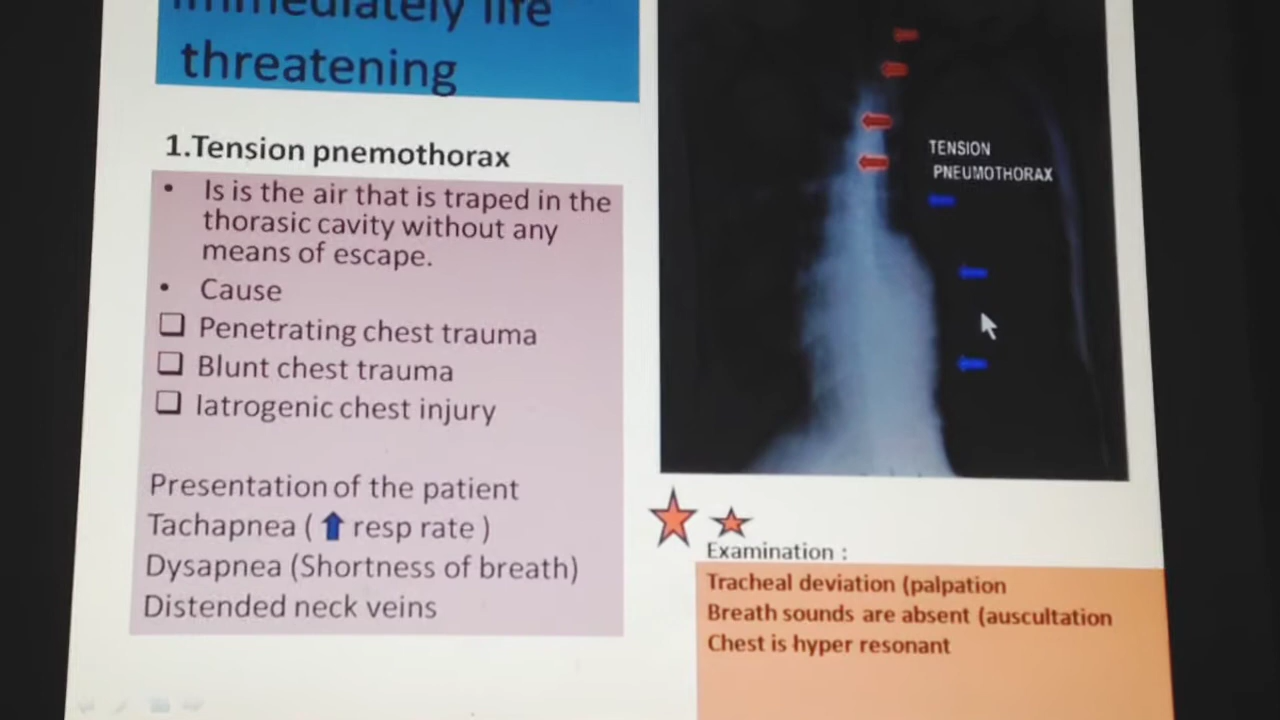 immediately life
threatening
1.Tension pnemothorax
• Is is the air that is traped in the
thorasic cavity without any
means of escape.
• Cause
❑ Penetrating chest trauma
❑ Blunt chest trauma
❑ Iatrogenic chest injury
Presentation of the patient
Tachapnea ( ⬆ resp rate )
Dysapnea (Shortness of breath)
Distended neck veins
TENSION
PNEUMOTHORAX
Examination :
Tracheal deviation (palpation
Breath sounds are absent (auscultation
Chest is hyper resonant